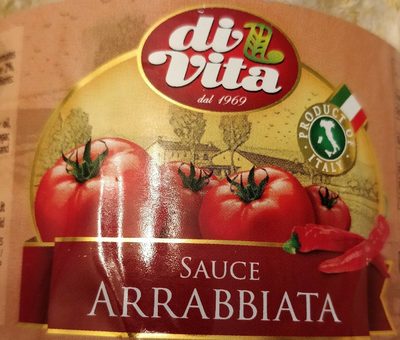 di
Vita
dal 1969
PRODUCT OF
ITALY
SAUCE
ARRABBIATA